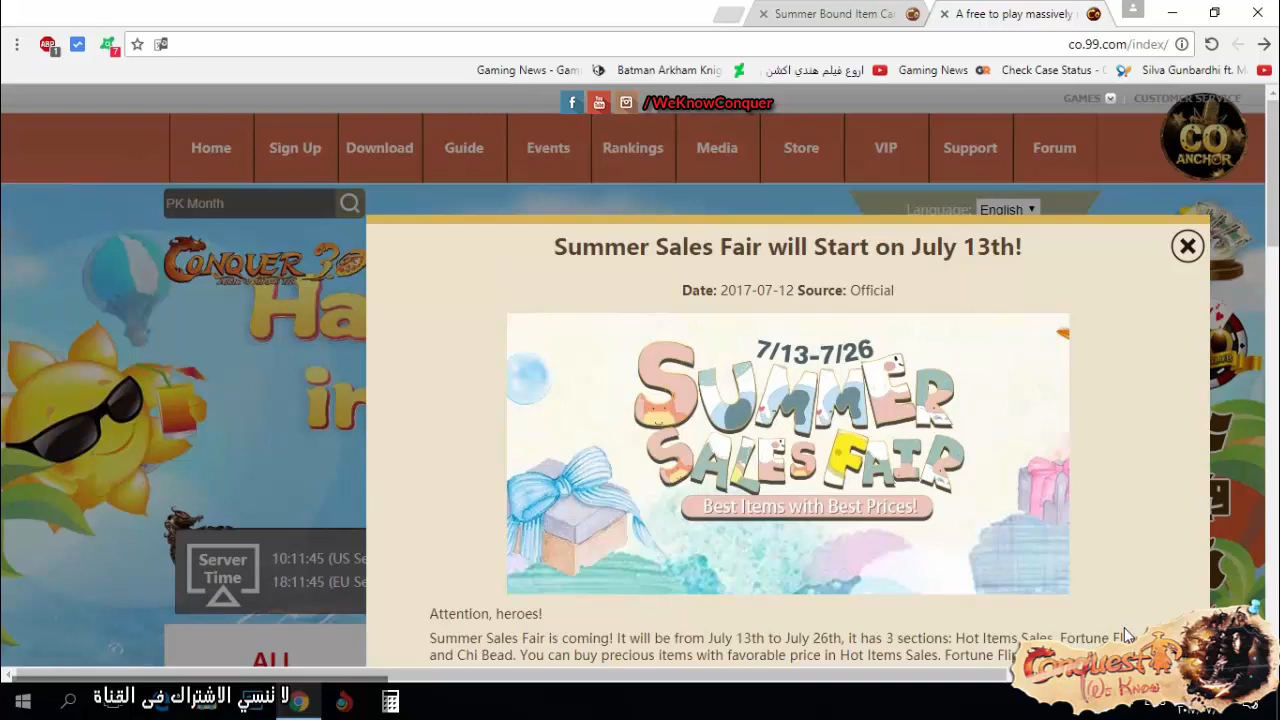 Summer Bound Item Ca
A free to play massively
co.99.com/index/
Gaming News - Gam
Batman Arkham Knig
اروع فيلم هندي اكشن
Gaming News
Check Case Status - C
Silva Gunbardhi ft. M
/WeKnowConquer
GAMES
CUSTOMER SERVICE
Home
Sign Up
Download
Guide
Events
Rankings
Media
Store
VIP
Support
Forum
CO
ANCHOR
PK Month
Language:
English
CONQUER 3D
Ha
in
Summer Sales Fair will Start on July 13th!
Date: 2017-07-12 Source: Official
7/13-7/26
SUMMER
SALES FAIR
Best Items with Best Prices!
Server
Time
10:11:45 (US Se
18:11:45 (EU Se
Attention, heroes!
Summer Sales Fair is coming! It will be from July 13th to July 26th, it has 3 sections: Hot Items Sales, Fortune Fl
and Chi Bead. You can buy precious items with favorable price in Hot Items Sales. Fortune Fli
ALL
Conquest
We Know
لا تنسي الاشتراك فى القناة